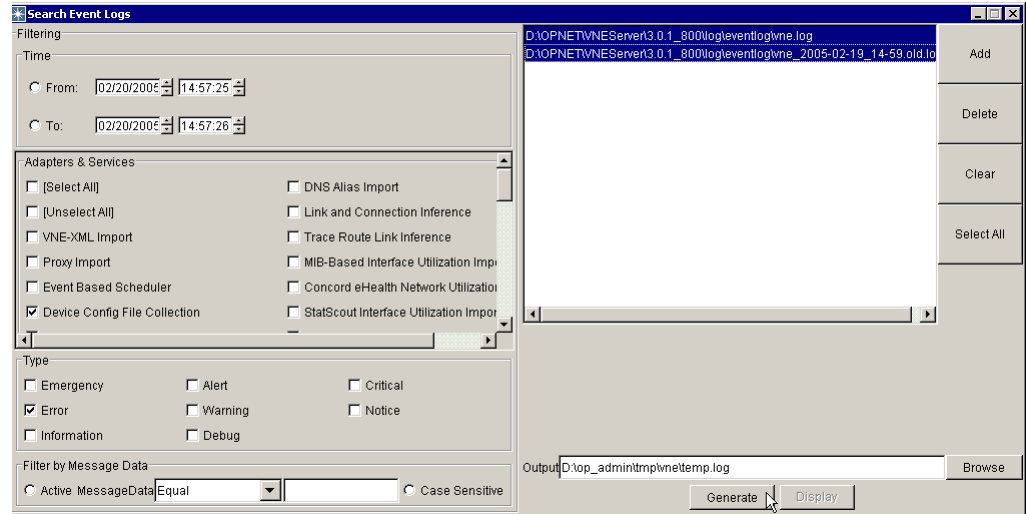 Search Event Logs
Filtering
Time
From: 02/20/2005 14:57:25
To: 02/20/2005 14:57:26
Adapters & Services
[Select All]
DNS Alias Import
[Unselect All]
Link and Connection Inference
VNE-XML Import
Trace Route Link Inference
Proxy Import
MIB-Based Interface Utilization Impo
Event Based Scheduler
Concord eHealth Network Utilization
Device Config File Collection
StatScout Interface Utilization Impor
Type
Emergency
Alert
Critical
Error
Warning
Notice
Information
Debug
Filter by Message Data
Active MessageData Equal
Case Sensitive
D:\OPNET\VNEServer\3.0.1_800\log\eventlog\vne.log
D:\OPNET\VNEServer\3.0.1_800\log\eventlog\vne_2005-02-19_14-59.old.lo
Add
Delete
Clear
Select All
Output D:\op_admin\tmp\vne\temp.log
Browse
Generate
Display